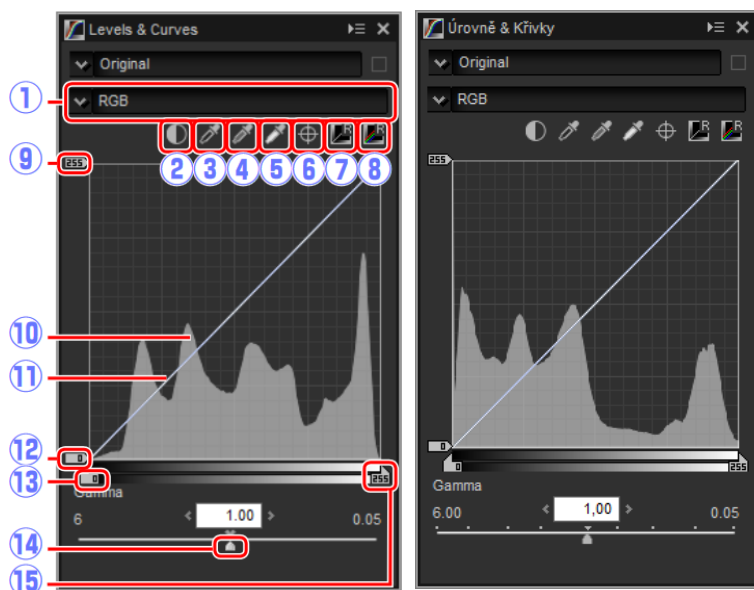 Levels & Curves
Original
① RGB
② ③ ④ ⑤ ⑥ ⑦ ⑧
R R
⑨ 255
⑩
⑪
⑫ 0
⑬ 0 255
Gamma
6 1.00 0.05
⑭
⑮
Úrovně & Křivky
Original
RGB
R R
255
0
0 255
Gamma
6.00 1,00 0.05